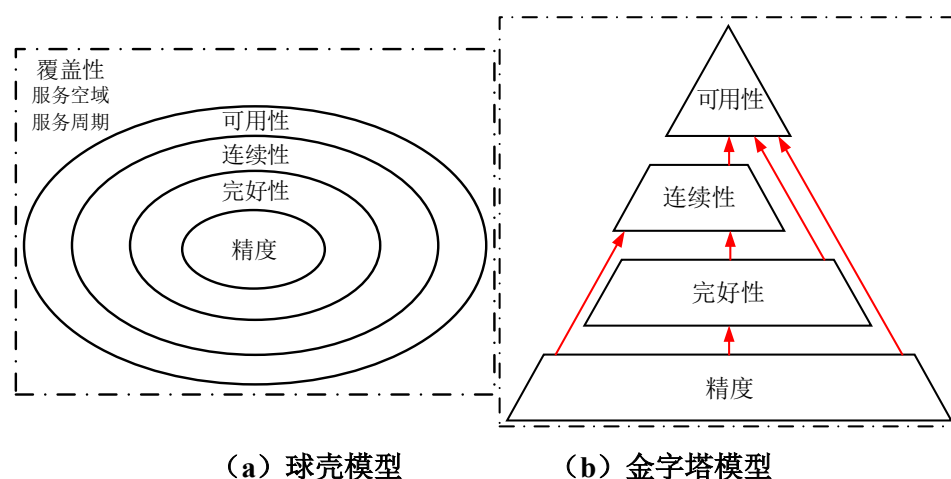 覆盖性
服务空域
服务周期
可用性
连续性
完好性
精度
可用性
连续性
完好性
精度
（a）球壳模型
（b）金字塔模型